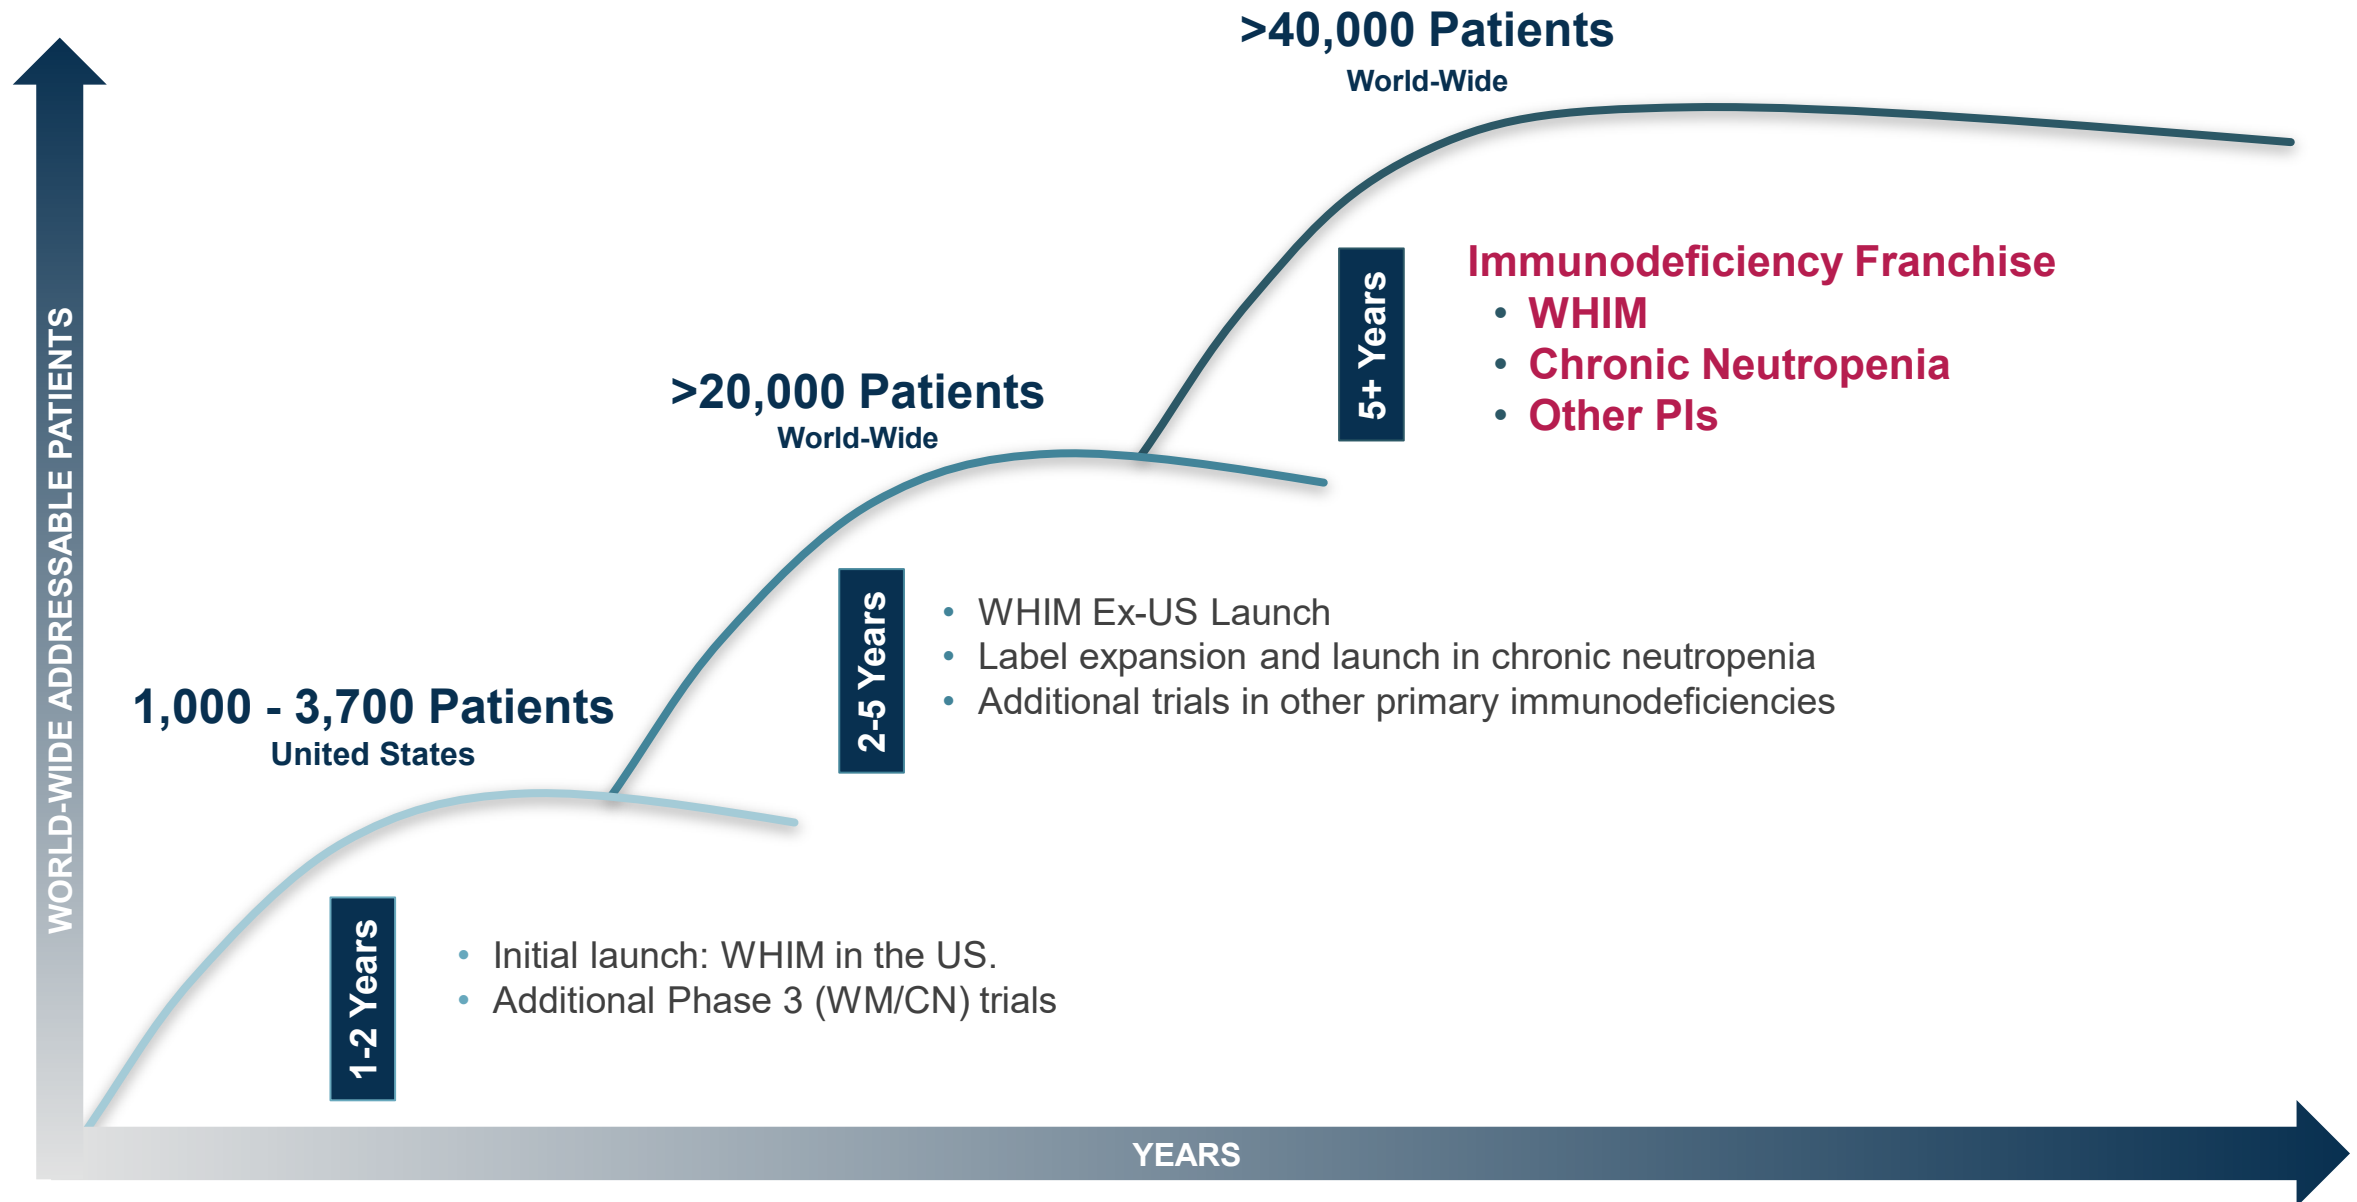 >40,000 Patients
World-Wide
Immunodeficiency Franchise
• WHIM
• Chronic Neutropenia
• Other PIs
5+ Years
>20,000 Patients
World-Wide
2-5 Years
• WHIM Ex-US Launch
• Label expansion and launch in chronic neutropenia
• Additional trials in other primary immunodeficiencies
1,000 - 3,700 Patients
United States
1-2 Years
• Initial launch: WHIM in the US.
• Additional Phase 3 (WM/CN) trials
WORLD-WIDE ADDRESSABLE PATIENTS
YEARS